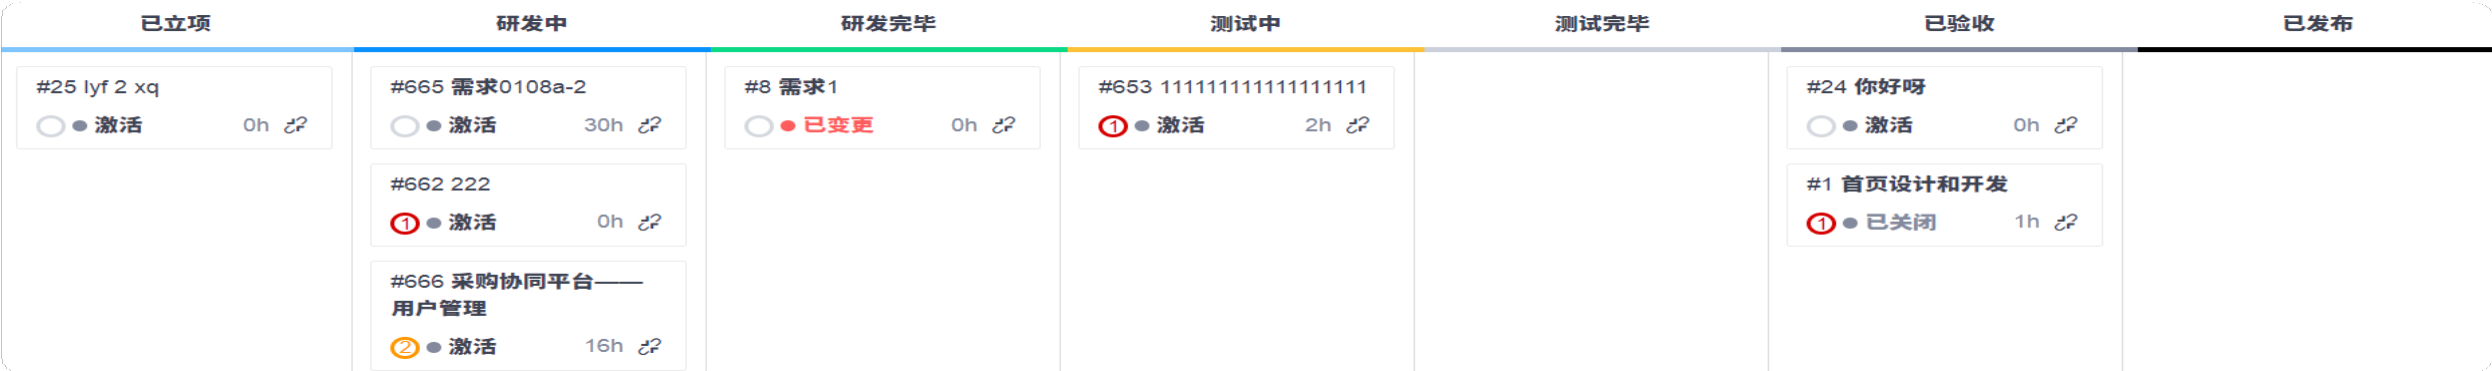 已立项
研发中
研发完毕
测试中
测试完毕
已验收
已发布
#25 lyf 2 xq
激活 0h
#665 需求0108a-2
激活 30h
#662 222
1 激活 0h
#666 采购协同平台——
用户管理
2 激活 16h
#8 需求1
已变更 0h
#653 111111111111111111
1 激活 2h
#24 你好呀
激活 0h
#1 首页设计和开发
1 已关闭 1h